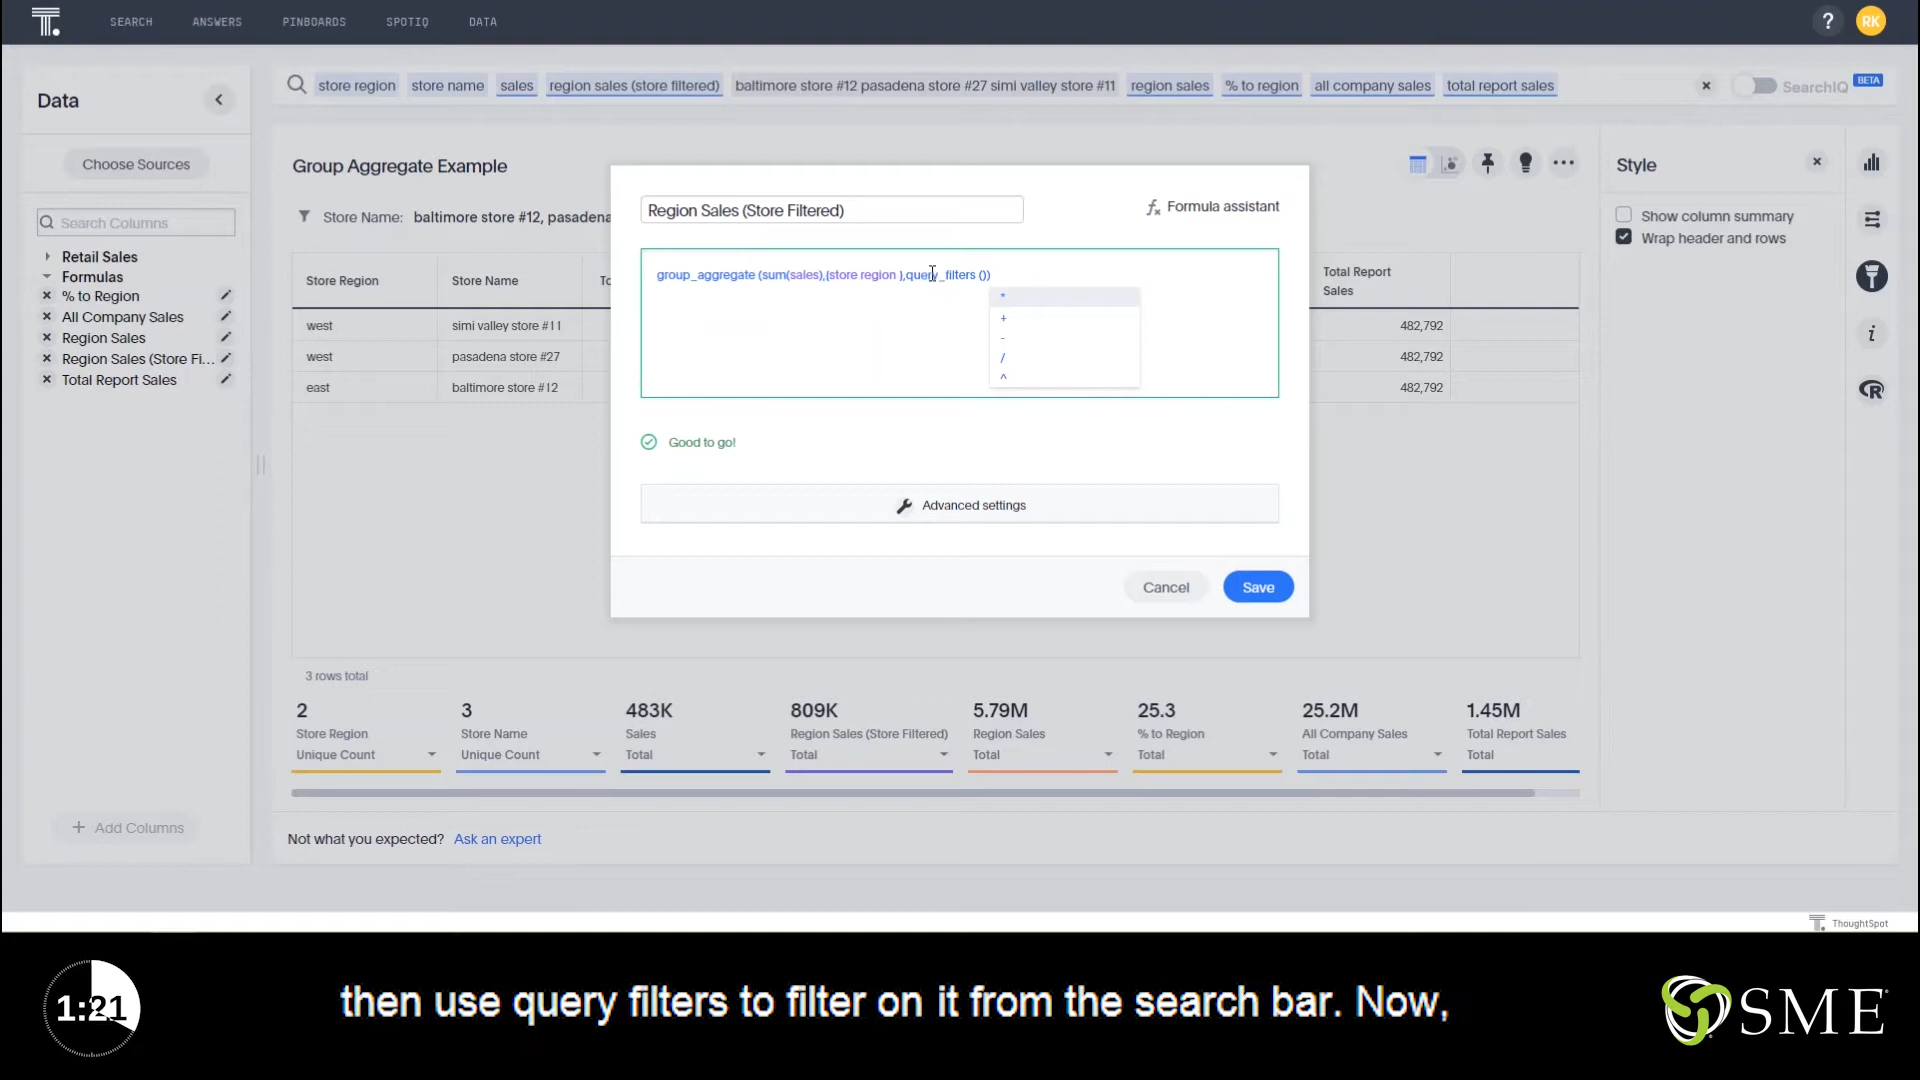 SEARCH ANSWERS PINBOARDS SPOTIQ DATA ? RK
Data
store region store name sales region sales (store filtered) baltimore store #12 pasadena store #27 simi valley store #11 region sales % to region all company sales total report sales
SearchIQ BETA
Choose Sources
Search Columns
Retail Sales
Formulas
% to Region
All Company Sales
Region Sales
Region Sales (Store Fi...
Total Report Sales
Add Columns
Group Aggregate Example
Store Name: baltimore store #12, pasadena
Store Region Store Name To
west simi valley store #11
west pasadena store #27
east baltimore store #12
Region Sales (Store Filtered)
fx Formula assistant
group_aggregate (sum(sales),{store region },query_filters ())
*
+
-
/
^
Good to go!
Advanced settings
Cancel Save
Total Report
Sales
482,792
482,792
482,792
Style
Show column summary
Wrap header and rows
3 rows total
2 3 483K 809K 5.79M 25.3 25.2M 1.45M
Store Region Store Name Sales Region Sales (Store Filtered) Region Sales % to Region All Company Sales Total Report Sales
Unique Count Unique Count Total Total Total Total Total Total
Not what you expected? Ask an expert
ThoughtSpot
1:21
then use query filters to filter on it from the search bar. Now,
SME